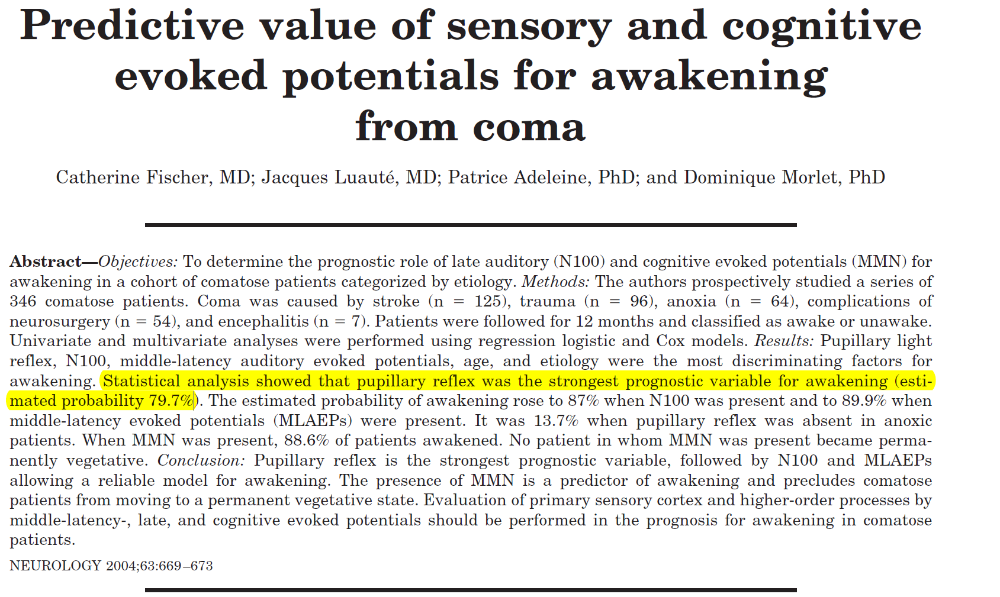 Predictive value of sensory and cognitive
evoked potentials for awakening
from coma
Catherine Fischer, MD; Jacques Luauté, MD; Patrice Adeleine, PhD; and Dominique Morlet, PhD
Abstract—Objectives: To determine the prognostic role of late auditory (N100) and cognitive evoked potentials (MMN) for
awakening in a cohort of comatose patients categorized by etiology. Methods: The authors prospectively studied a series of
346 comatose patients. Coma was caused by stroke (n = 125), trauma (n = 96), anoxia (n = 64), complications of
neurosurgery (n = 54), and encephalitis (n = 7). Patients were followed for 12 months and classified as awake or unawake.
Univariate and multivariate analyses were performed using regression logistic and Cox models. Results: Pupillary light
reflex, N100, middle-latency auditory evoked potentials, age, and etiology were the most discriminating factors for
awakening. Statistical analysis showed that pupillary reflex was the strongest prognostic variable for awakening (esti-
mated probability 79.7%). The estimated probability of awakening rose to 87% when N100 was present and to 89.9% when
middle-latency evoked potentials (MLAEPs) were present. It was 13.7% when pupillary reflex was absent in anoxic
patients. When MMN was present, 88.6% of patients awakened. No patient in whom MMN was present became perma-
nently vegetative. Conclusion: Pupillary reflex is the strongest prognostic variable, followed by N100 and MLAEPs
allowing a reliable model for awakening. The presence of MMN is a predictor of awakening and precludes comatose
patients from moving to a permanent vegetative state. Evaluation of primary sensory cortex and higher-order processes by
middle-latency-, late, and cognitive evoked potentials should be performed in the prognosis for awakening in comatose
patients.
NEUROLOGY 2004;63:669–673